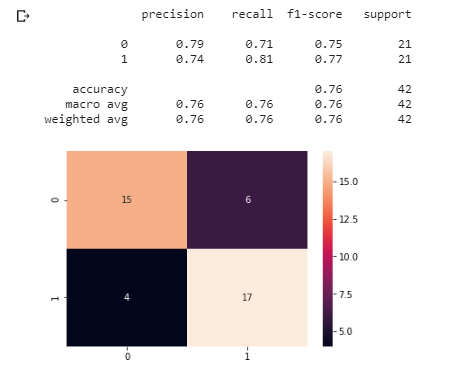 precision recall f1-score support
0 0.79 0.71 0.75 21
1 0.74 0.81 0.77 21
accuracy 0.76 42
macro avg 0.76 0.76 0.76 42
weighted avg 0.76 0.76 0.76 42
0 15 6
1 4 17
0 1
15.0
12.5
10.0
7.5
5.0